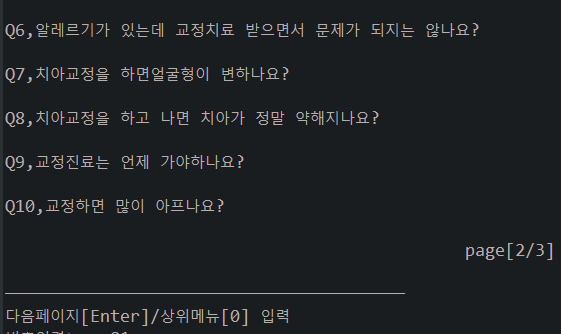 Q6,알레르기가 있는데 교정치료 받으면서 문제가 되지는 않나요?
Q7,치아교정을 하면얼굴형이 변하나요?
Q8,치아교정을 하고 나면 치아가 정말 약해지나요?
Q9,교정진료는 언제 가야하나요?
Q10,교정하면 많이 아프나요?
page[2/3]
다음페이지[Enter]/상위메뉴[0] 입력